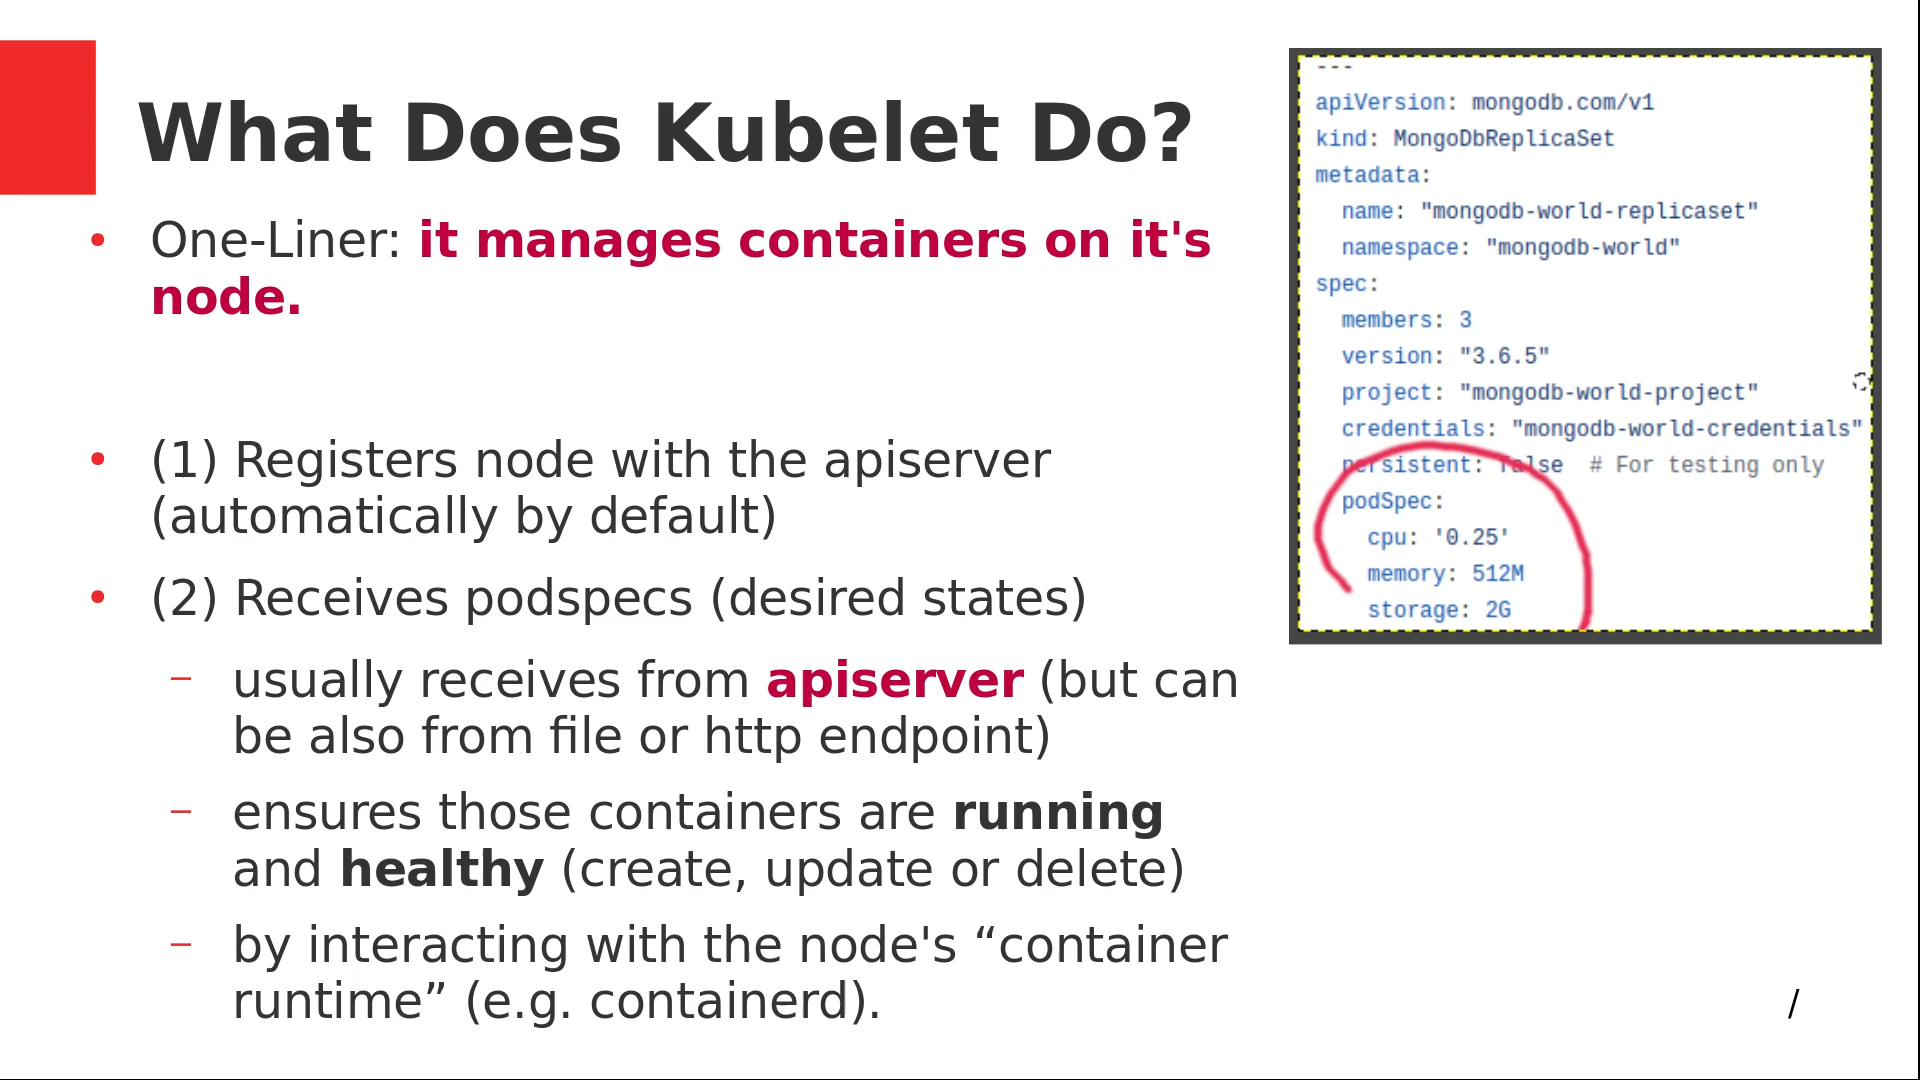 What Does Kubelet Do?
• One-Liner: it manages containers on it's
node.
• (1) Registers node with the apiserver
(automatically by default)
• (2) Receives podspecs (desired states)
– usually receives from apiserver (but can
be also from file or http endpoint)
– ensures those containers are running
and healthy (create, update or delete)
– by interacting with the node's “container
runtime” (e.g. containerd).
---
apiVersion: mongodb.com/v1
kind: MongoDbReplicaSet
metadata:
  name: "mongodb-world-replicaset"
  namespace: "mongodb-world"
spec:
  members: 3
  version: "3.6.5"
  project: "mongodb-world-project"
  credentials: "mongodb-world-credentials"
  persistent: false  # For testing only
  podSpec:
    cpu: '0.25'
    memory: 512M
    storage: 2G
/